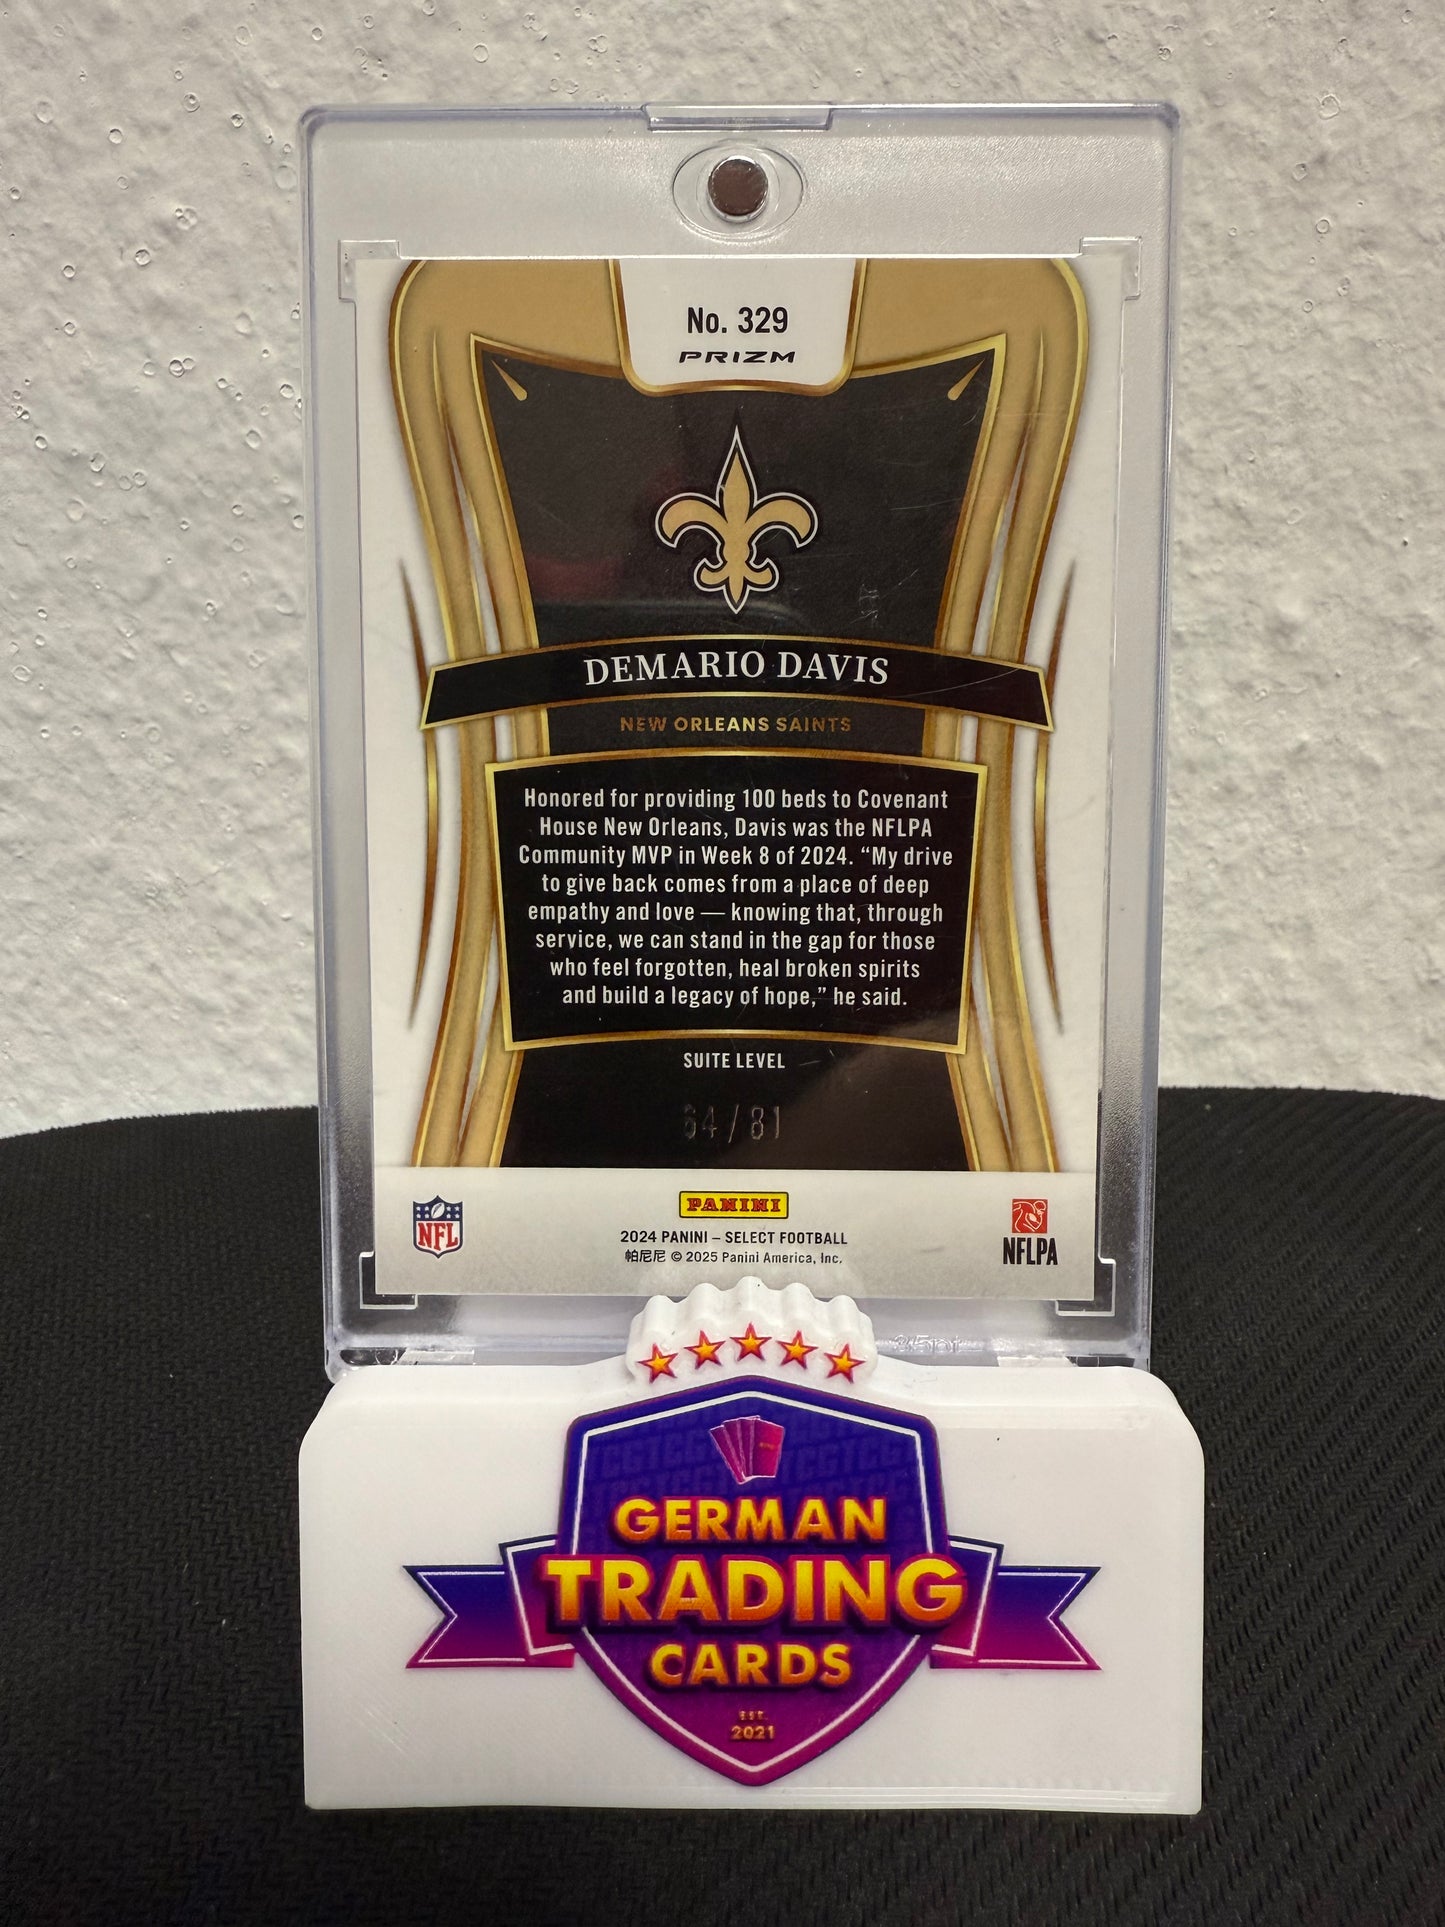 No. 329
PRIZM
DEMARIO DAVIS
NEW ORLEANS SAINTS
Honored for providing 100 beds to Covenant
House New Orleans, Davis was the NFLPA
Community MVP in Week 8 of 2024. “My drive
to give back comes from a place of deep
empathy and love — knowing that, through
service, we can stand in the gap for those
who feel forgotten, heal broken spirits
and build a legacy of hope,” he said.
SUITE LEVEL
64/81
NFL
PANINI
2024 PANINI – SELECT FOOTBALL
帕尼尼 © 2025 Panini America, Inc.
NFLPA
35pt
GERMAN
TRADING
CARDS
EST.
2021